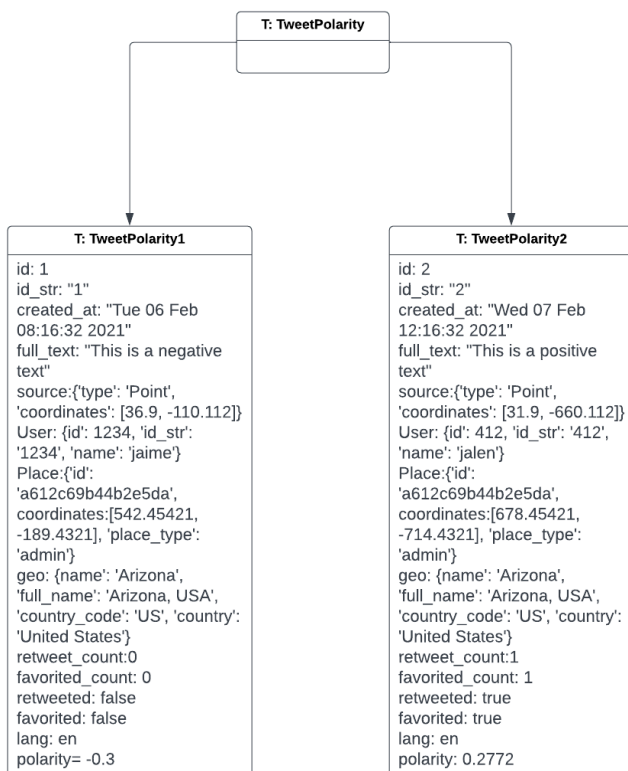 T: TweetPolarity
T: TweetPolarity1
id: 1
id_str: "1"
created_at: "Tue 06 Feb
08:16:32 2021"
full_text: "This is a negative
text"
source:{'type': 'Point',
'coordinates': [36.9, -110.112]}
User: {id': 1234, 'id_str':
'1234', 'name': 'jaime'}
Place:{'id':
'a612c69b44b2e5da',
coordinates:[542.45421,
-189.4321], 'place_type':
'admin'}
geo: {name': 'Arizona',
'full_name': 'Arizona, USA',
'country_code': 'US', 'country':
'United States'}
retweet_count:0
favorited_count: 0
retweeted: false
favorited: false
lang: en
polarity= -0.3
T: TweetPolarity2
id: 2
id_str: "2"
created_at: "Wed 07 Feb
12:16:32 2021"
full_text: "This is a positive
text"
source:{'type': 'Point',
'coordinates': [31.9, -660.112]}
User: {id': 412, 'id_str': '412',
'name': 'jalen'}
Place:{'id':
'a612c69b44b2e5da',
coordinates:[678.45421,
-714.4321], 'place_type':
'admin'}
geo: {name': 'Arizona',
'full_name': 'Arizona, USA',
'country_code': 'US', 'country':
'United States'}
retweet_count:1
favorited_count: 1
retweeted: true
favorited: true
lang: en
polarity: 0.2772